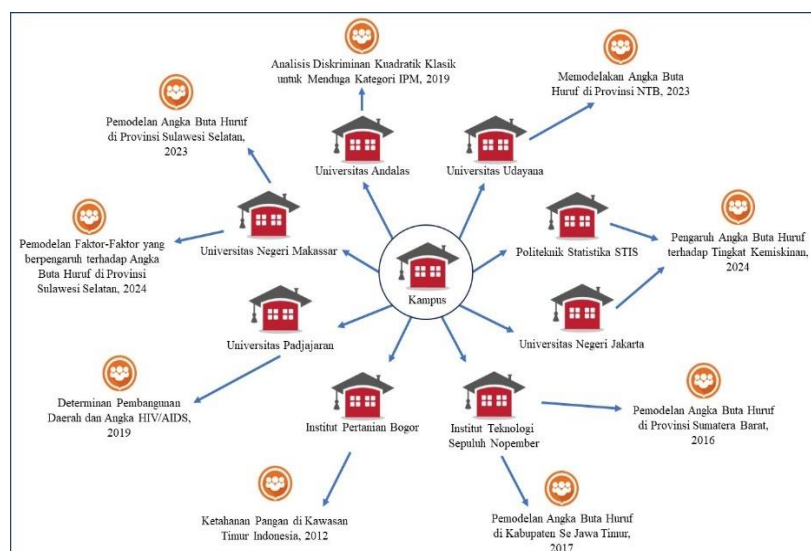 Analisis Diskriminan Kuadratik Klasik
untuk Menduga Kategori IPM, 2019
Memodelakan Angka Buta
Huruf di Provinsi NTB, 2023
Pemodelan Angka Buta Huruf
di Provinsi Sulawesi Selatan,
2023
Universitas Andalas
Universitas Udayana
Pemodelan Faktor-Faktor yang
berpengaruh terhadap Angka
Buta Huruf di Provinsi
Sulawesi Selatan, 2024
Universitas Negeri Makassar
Politeknik Statistika STIS
Pengaruh Angka Buta Huruf
terhadap Tingkat Kemiskinan,
2024
Kampus
Universitas Padjajaran
Universitas Negeri Jakarta
Determinan Pembangunan
Daerah dan Angka HIV/AIDS,
2019
Institut Pertanian Bogor
Institut Teknologi
Sepuluh Nopember
Pemodelan Angka Buta Huruf
di Provinsi Sumatera Barat,
2016
Ketahanan Pangan di Kawasan
Timur Indonesia, 2012
Pemodelan Angka Buta Huruf
di Kabupaten Se Jawa Timur,
2017